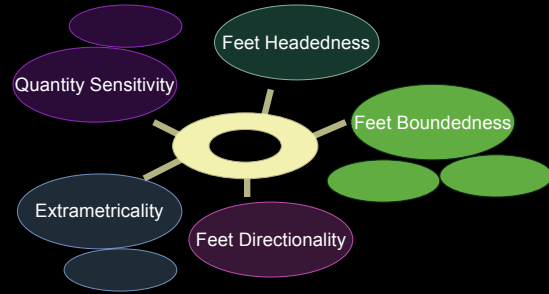 Feet Headedness
Quantity Sensitivity
Feet Boundedness
Extrametricality
Feet Directionality